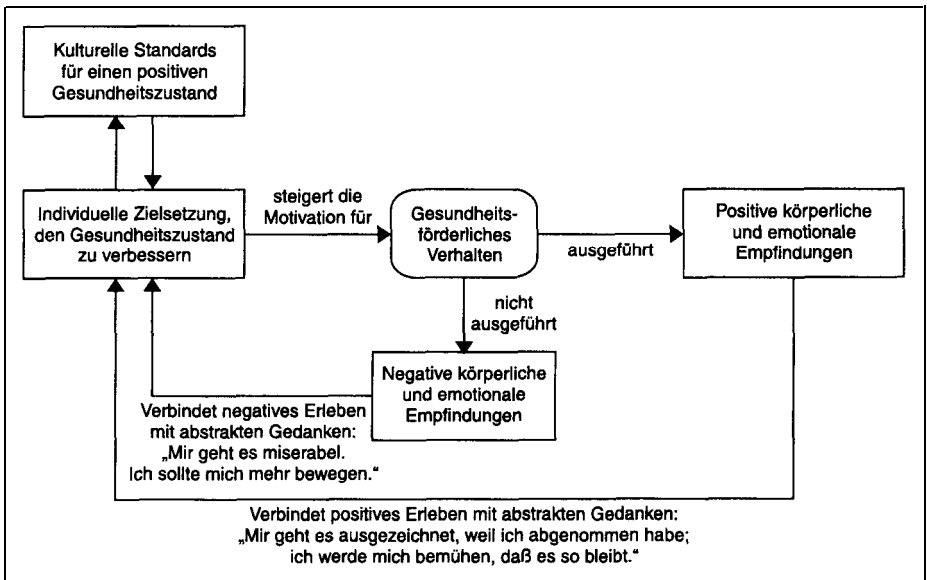 Kulturelle Standards
für einen positiven
Gesundheitszustand
Individuelle Zielsetzung,
den Gesundheitszustand
zu verbessern
steigert die
Motivation für
Gesundheits-
förderliches
Verhalten
ausgeführt
Positive körperliche
und emotionale
Empfindungen
nicht
ausgeführt
Negative körperliche
und emotionale
Empfindungen
Verbindet negatives Erleben
mit abstrakten Gedanken:
„Mir geht es miserabel.
Ich sollte mich mehr bewegen.“
Verbindet positives Erleben mit abstrakten Gedanken:
„Mir geht es ausgezeichnet, weil ich abgenommen habe;
ich werde mich bemühen, daß es so bleibt.“